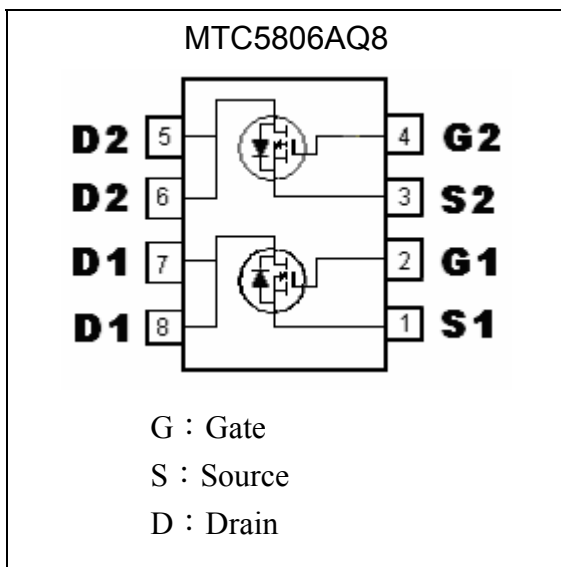 MTC5806AQ8
D2 5 4 G2
D2 6 3 S2
D1 7 2 G1
D1 8 1 S1
G：Gate
S：Source
D：Drain